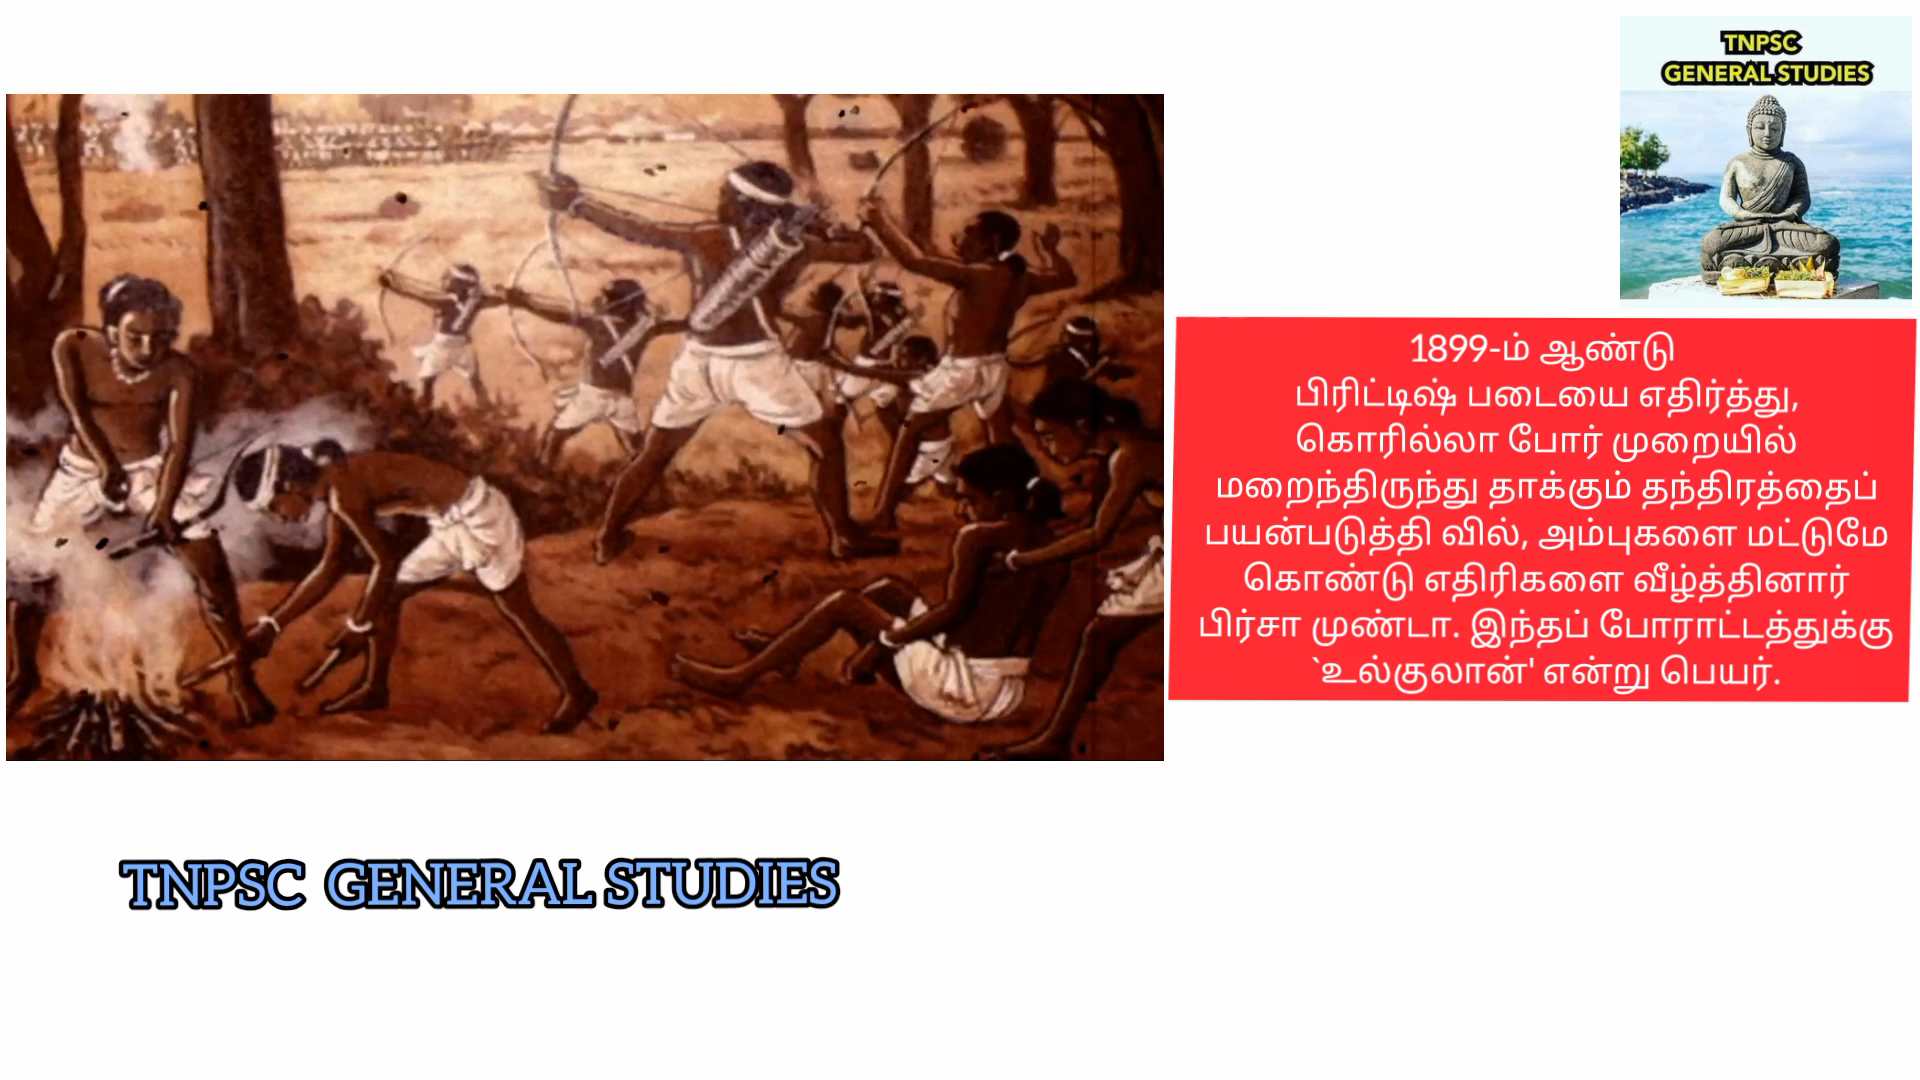 TNPSC
GENERAL STUDIES
1899-ம் ஆண்டு
பிரிட்டிஷ் படையை எதிர்த்து,
கொரில்லா போர் முறையில்
மறைந்திருந்து தாக்கும் தந்திரத்தைப்
பயன்படுத்தி வில், அம்புகளை மட்டுமே
கொண்டு எதிரிகளை வீழ்த்தினார்
பிர்சா முண்டா. இந்தப் போராட்டத்துக்கு
`உல்குலான்' என்று பெயர்.
TNPSC GENERAL STUDIES